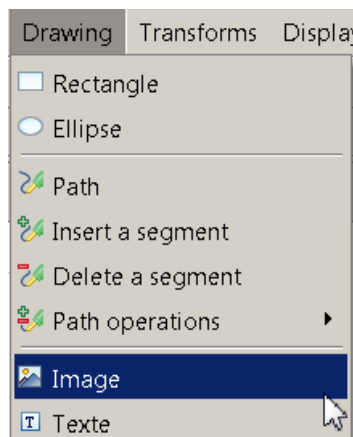 Drawing Transforms Display
Rectangle
Ellipse
Path
Insert a segment
Delete a segment
Path operations
Image
T Texte